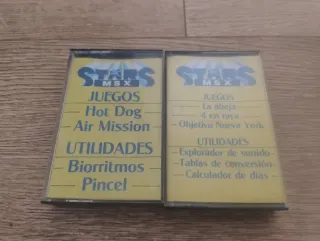 STARS
MSX
JUEGOS
Hot Dog
Air Mission
UTILIDADES
Biorritmos
Pincel
STARS
MSX
JUEGOS
La abeja
4 en raya
Objetivo Nueva York
UTILIDADES
Explorador de sonido
Tablas de conversión
Calculador de días